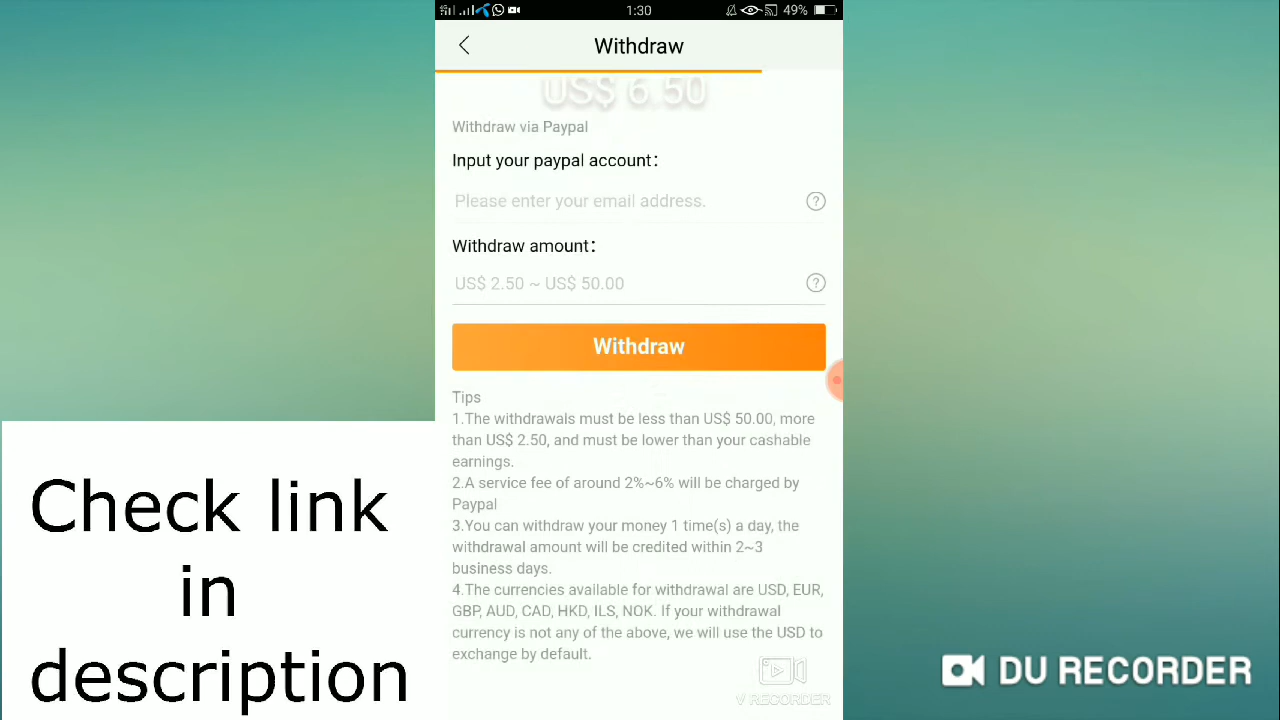 1:30
49%
Withdraw
US$ 6.50
Withdraw via Paypal
Input your paypal account:
Please enter your email address.
?
Withdraw amount:
US$ 2.50 ~ US$ 50.00
?
Withdraw
Tips
1.The withdrawals must be less than US$ 50.00, more
than US$ 2.50, and must be lower than your cashable
earnings.
2.A service fee of around 2%~6% will be charged by
Paypal
3.You can withdraw your money 1 time(s) a day, the
withdrawal amount will be credited within 2~3
business days.
4.The currencies available for withdrawal are USD, EUR,
GBP, AUD, CAD, HKD, ILS, NOK. If your withdrawal
currency is not any of the above, we will use the USD to
exchange by default.
V RECORDER
Check link
in
description
DU RECORDER